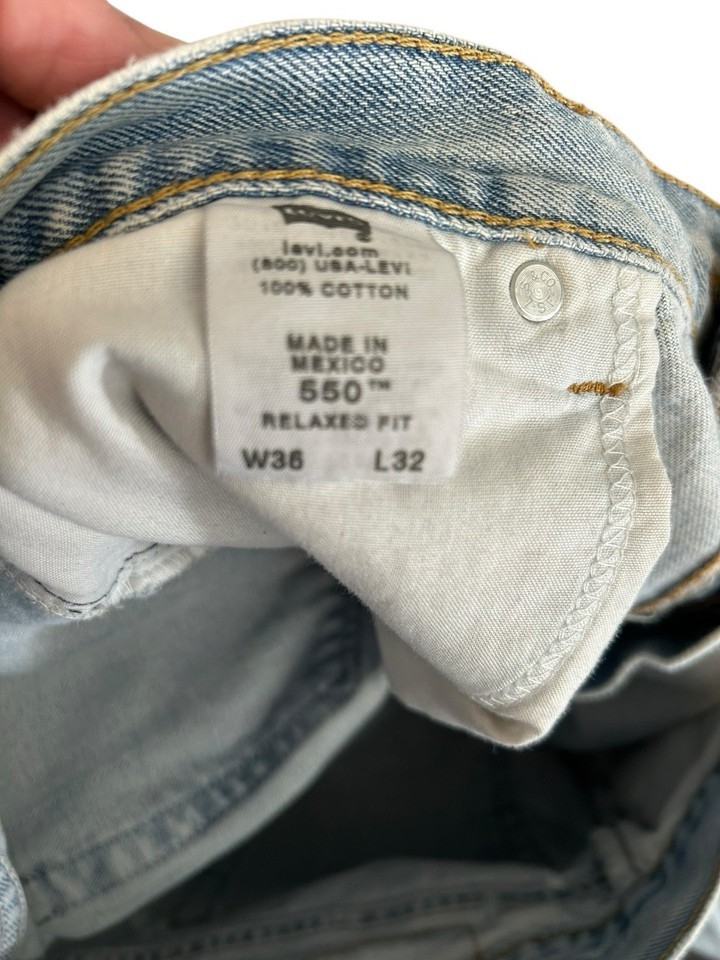 levi.com
(800) USA-LEVI
100% COTTON
MADE IN
MEXICO
550™
RELAXED FIT
W36 L32